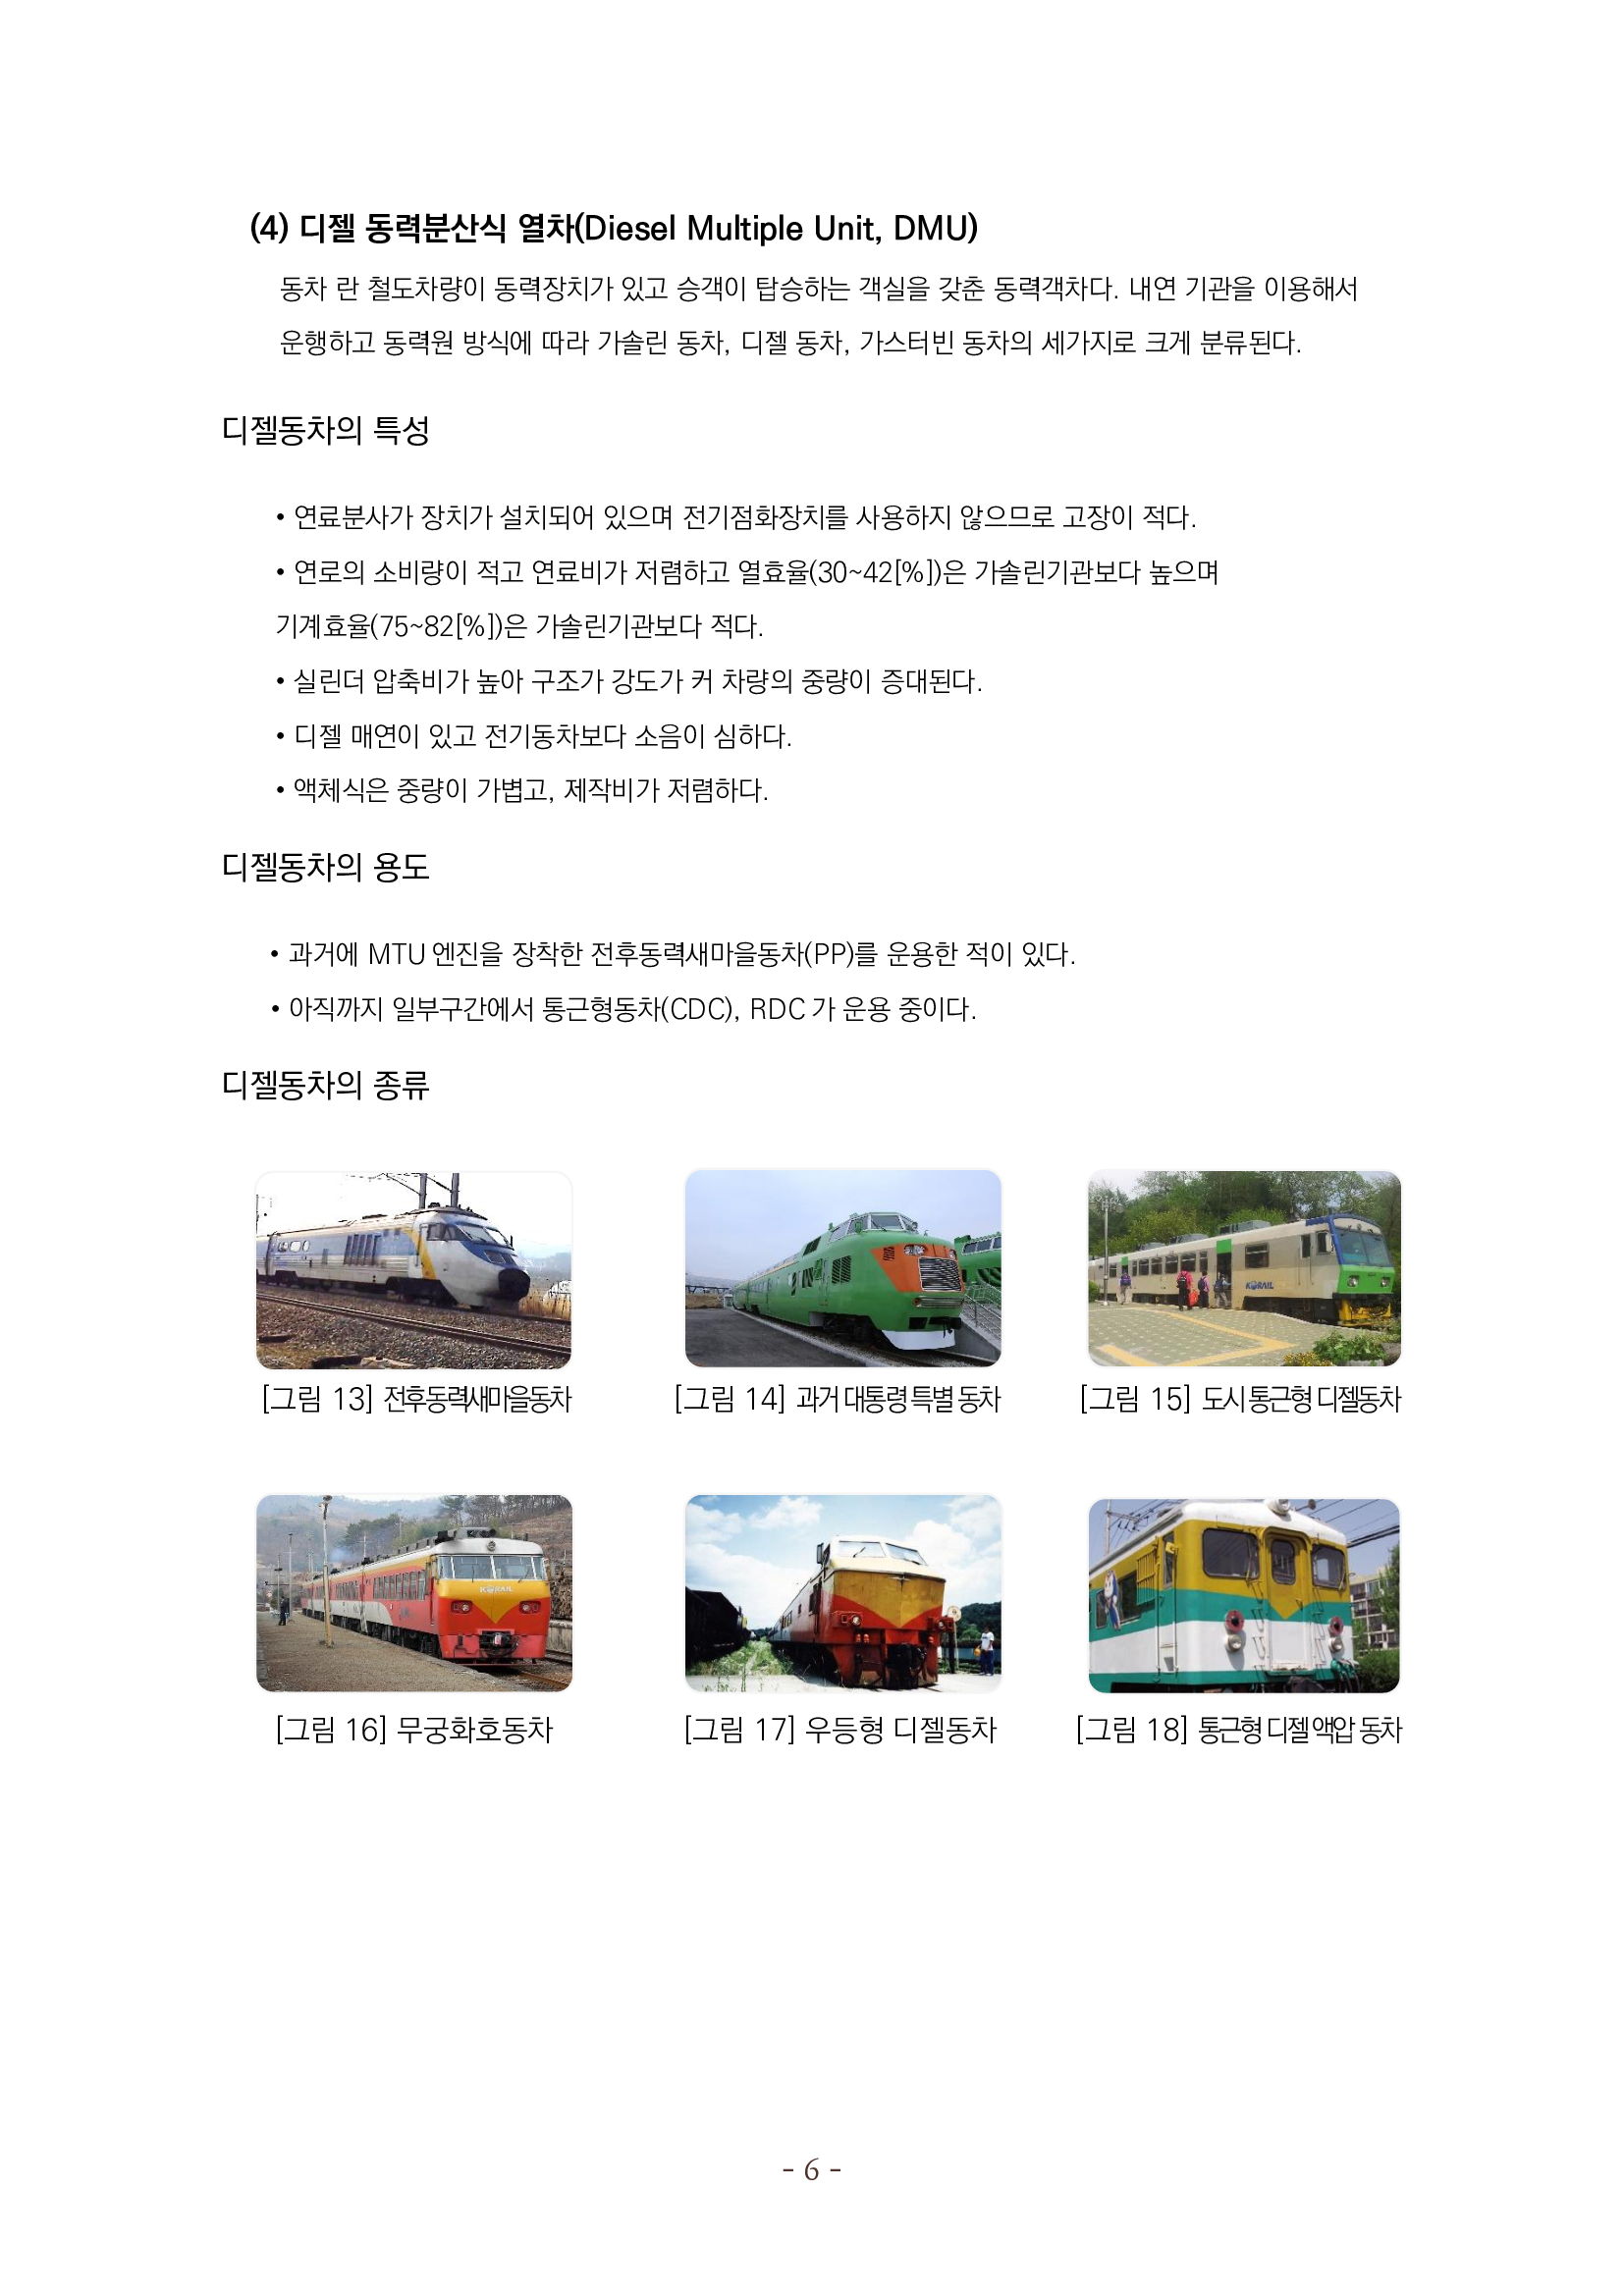 (4) 디젤 동력분산식 열차(Diesel Multiple Unit, DMU)
동차 란 철도차량이 동력장치가 있고 승객이 탑승하는 객실을 갖춘 동력객차다. 내연 기관을 이용해서
운행하고 동력원 방식에 따라 가솔린 동차, 디젤 동차, 가스터빈 동차의 세가지로 크게 분류된다.
디젤동차의 특성
• 연료분사가 장치가 설치되어 있으며 전기점화장치를 사용하지 않으므로 고장이 적다.
• 연로의 소비량이 적고 연료비가 저렴하고 열효율(30~42[%])은 가솔린기관보다 높으며
기계효율(75~82[%])은 가솔린기관보다 적다.
• 실린더 압축비가 높아 구조가 강도가 커 차량의 중량이 증대된다.
• 디젤 매연이 있고 전기동차보다 소음이 심하다.
• 액체식은 중량이 가볍고, 제작비가 저렴하다.
디젤동차의 용도
• 과거에 MTU 엔진을 장착한 전후동력새마을동차(PP)를 운용한 적이 있다.
• 아직까지 일부구간에서 통근형동차(CDC), RDC 가 운용 중이다.
디젤동차의 종류
KORAIL
[그림 13] 전후동력새마을동차
[그림 14] 과거 대통령 특별 동차
[그림 15] 도시 통근형 디젤동차
KORAIL
[그림 16] 무궁화호동차
[그림 17] 우등형 디젤동차
[그림 18] 통근형 디젤 액압 동차
- 6 -